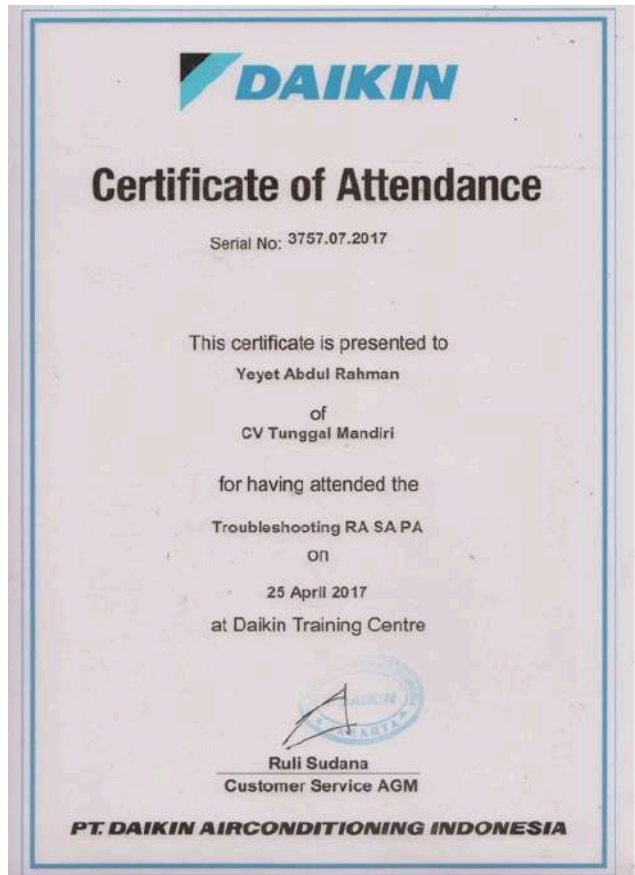 DAIKIN
Certificate of Attendance
Serial No: 3757.07.2017
This certificate is presented to
Yeyet Abdul Rahman
of
CV Tunggal Mandiri
for having attended the
Troubleshooting RA SA PA
on
25 April 2017
at Daikin Training Centre
DAIKIN
JAKARTA
Ruli Sudana
Customer Service AGM
PT. DAIKIN AIRCONDITIONING INDONESIA